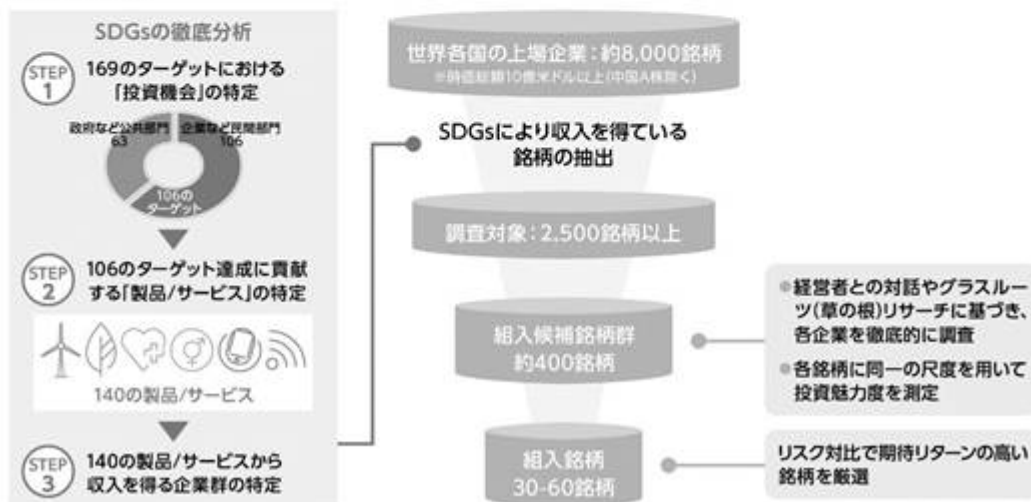 SDGsの徹底分析
STEP
1
169のターゲットにおける
「投資機会」の特定
政府など公共部門
63
企業など民間部門
106
106の
ターゲット
STEP
2
106のターゲット達成に貢献
する「製品/サービス」の特定
140の製品/サービス
STEP
3
140の製品/サービスから
収入を得る企業群の特定
世界各国の上場企業：約8,000銘柄
※時価総額10億米ドル以上(中国A株除く)
SDGsにより収入を得ている
銘柄の抽出
調査対象：2,500銘柄以上
組入候補銘柄群
約400銘柄
●経営者との対話やグラスルー
ツ(草の根)リサーチに基づき、
各企業を徹底的に調査
●各銘柄に同一の尺度を用いて
投資魅力度を測定
組入銘柄
30-60銘柄
リスク対比で期待リターンの高い
銘柄を厳選